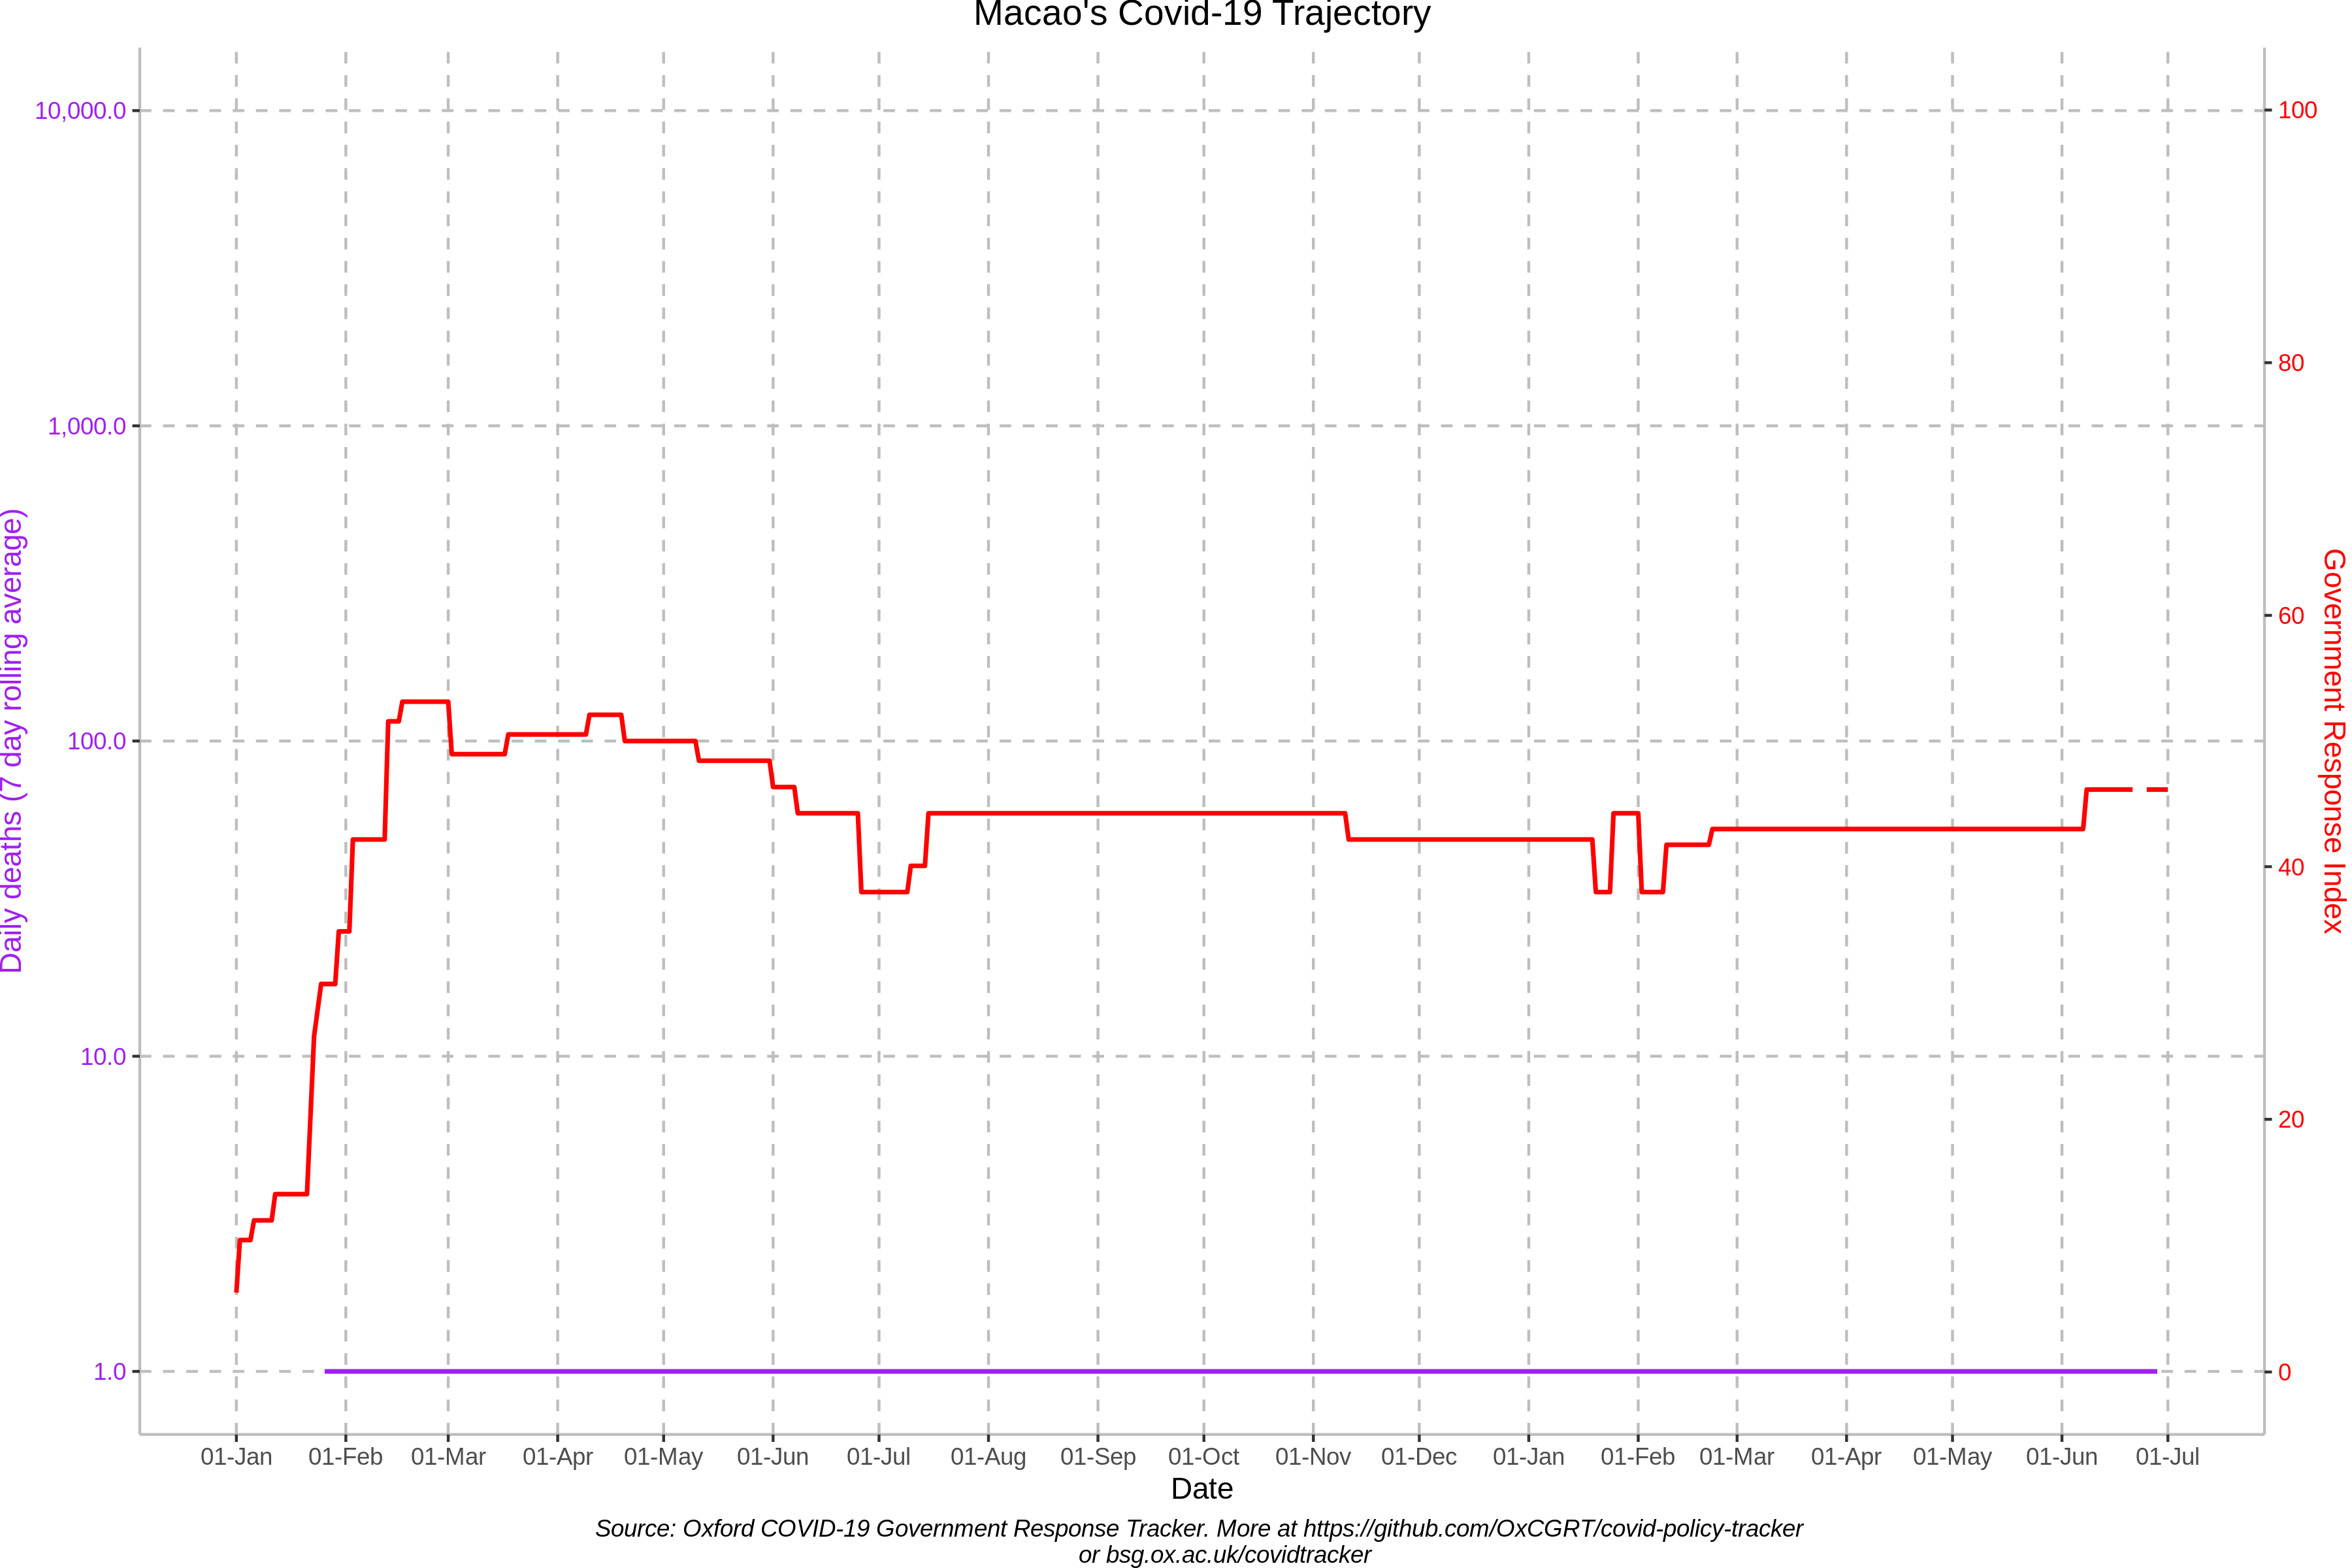 Macao's Covid-19 Trajectory
10,000.0
1,000.0
100.0
10.0
1.0
Daily deaths (7 day rolling average)
100
80
60
40
20
0
Government Response Index
01-Jan 01-Feb 01-Mar 01-Apr 01-May 01-Jun 01-Jul 01-Aug 01-Sep 01-Oct 01-Nov 01-Dec 01-Jan 01-Feb 01-Mar 01-Apr 01-May 01-Jun 01-Jul
Date
Source: Oxford COVID-19 Government Response Tracker. More at https://github.com/OxCGRT/covid-policy-tracker
or bsg.ox.ac.uk/covidtracker